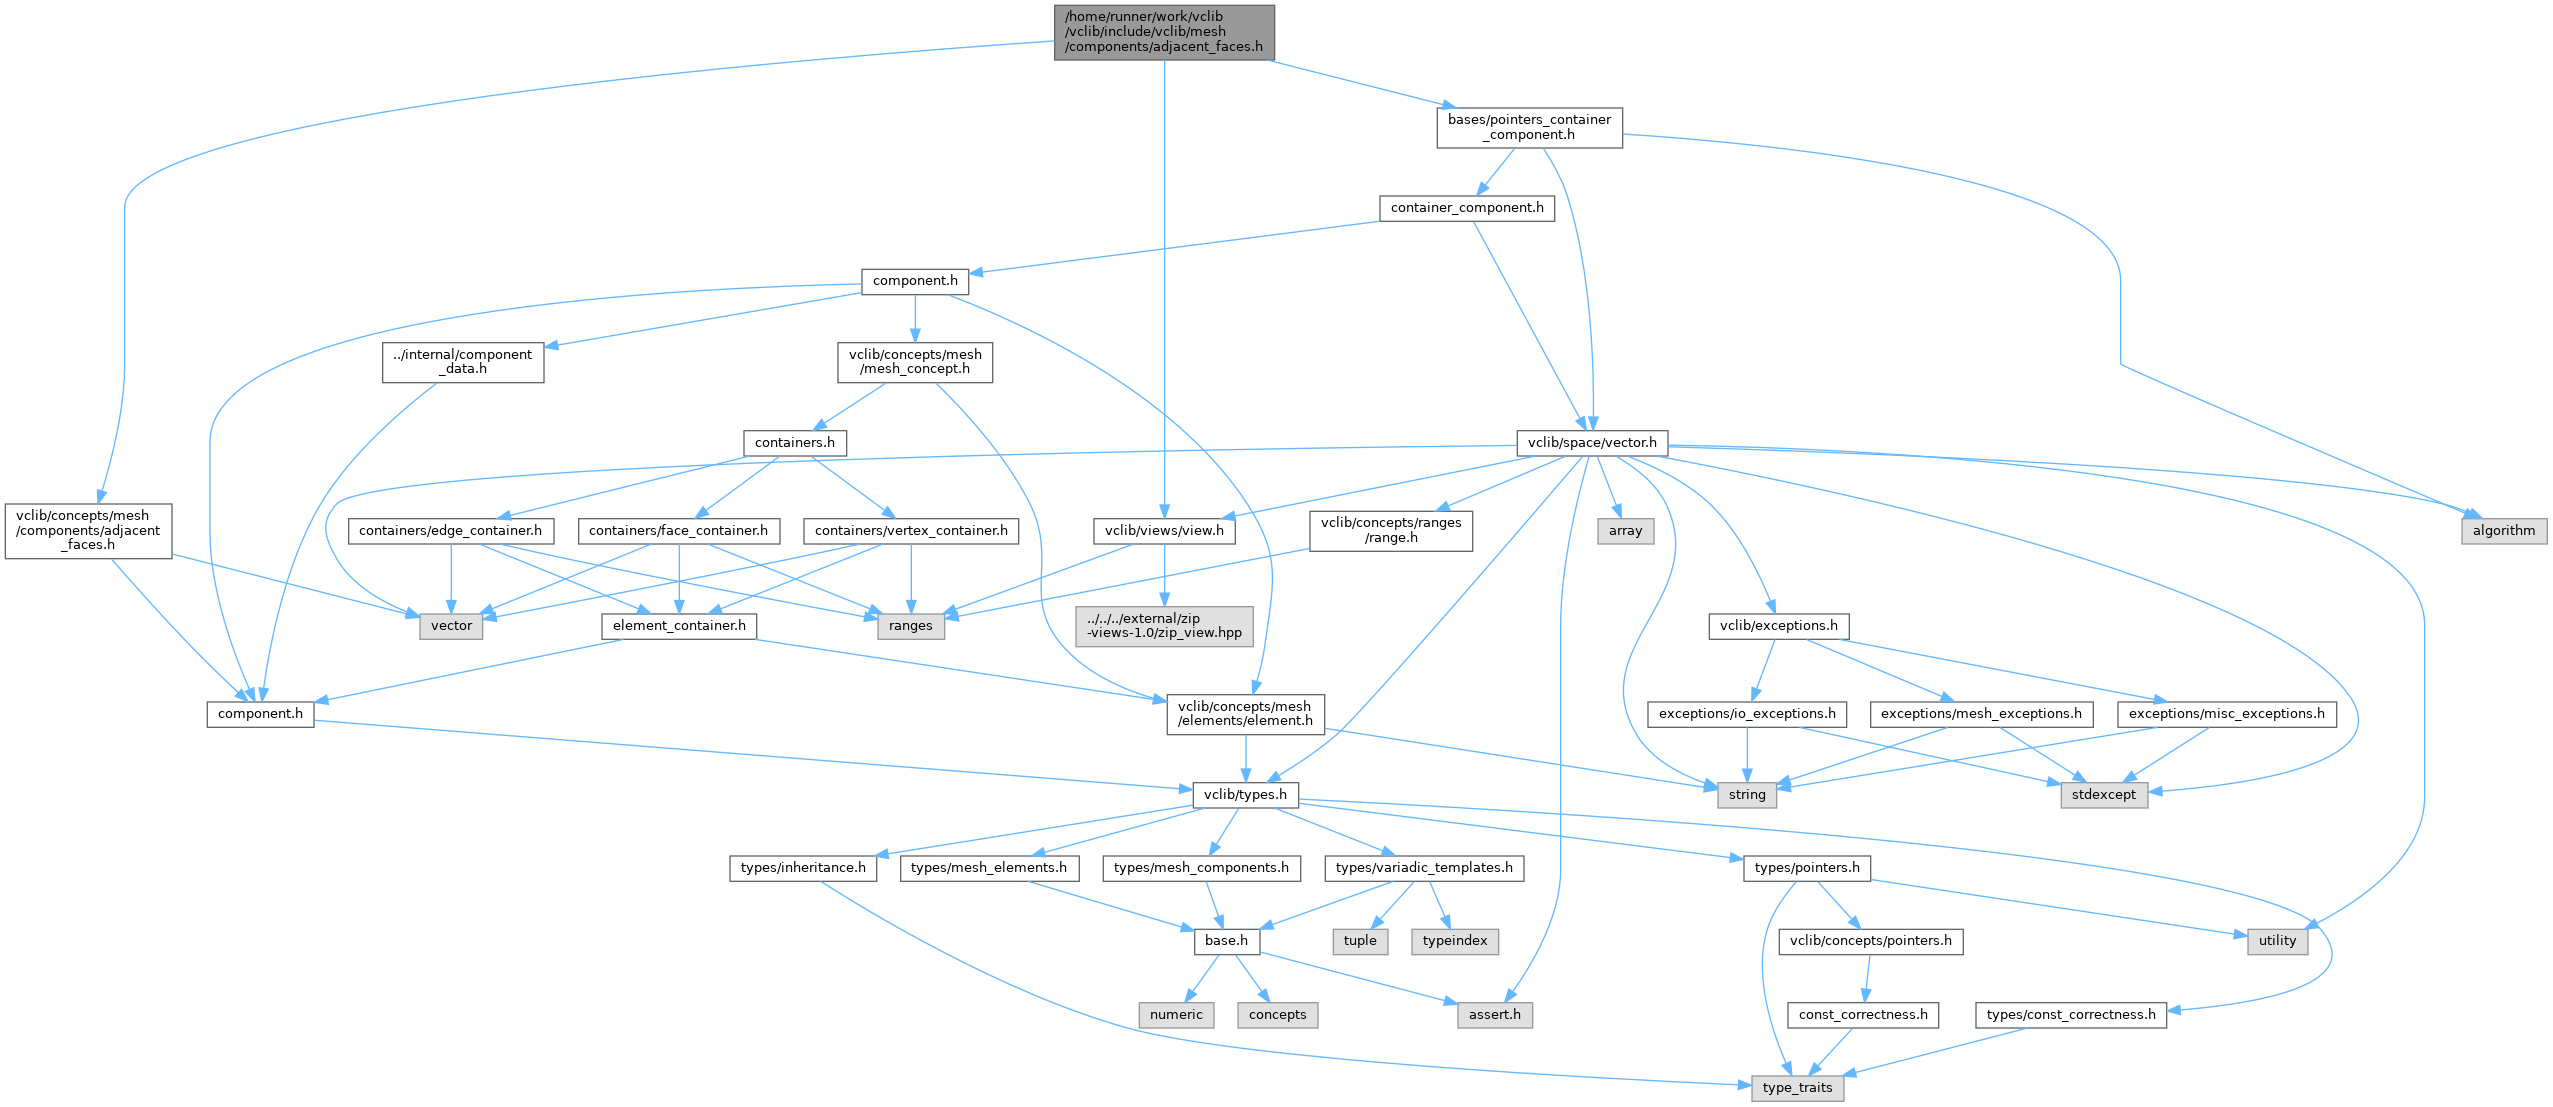 /home/runner/work/vclib
/vclib/include/vclib/mesh
/components/adjacent_faces.h
bases/pointers_container
_component.h
container_component.h
component.h
../internal/component
_data.h
vclib/concepts/mesh
/mesh_concept.h
containers.h
vclib/space/vector.h
vclib/concepts/mesh
/components/adjacent
_faces.h
containers/edge_container.h
containers/face_container.h
containers/vertex_container.h
vclib/views/view.h
vclib/concepts/ranges
/range.h
array
algorithm
vector
element_container.h
ranges
../../../external/zip
-views-1.0/zip_view.hpp
vclib/exceptions.h
component.h
vclib/concepts/mesh
/elements/element.h
exceptions/io_exceptions.h
exceptions/mesh_exceptions.h
exceptions/misc_exceptions.h
vclib/types.h
string
stdexcept
types/inheritance.h
types/mesh_elements.h
types/mesh_components.h
types/variadic_templates.h
types/pointers.h
base.h
tuple
typeindex
vclib/concepts/pointers.h
utility
numeric
concepts
assert.h
const_correctness.h
types/const_correctness.h
type_traits